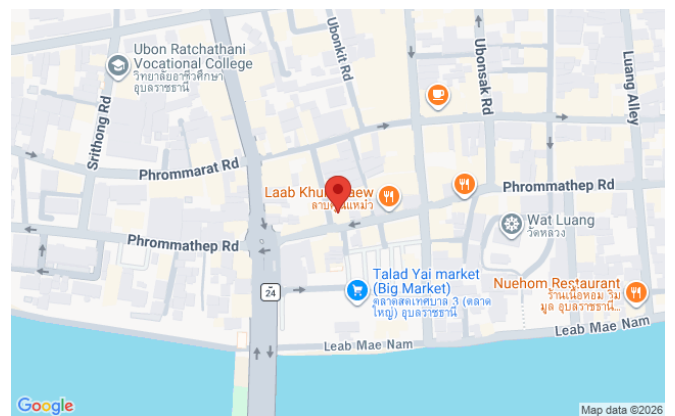 Ubon Ratchathani
Vocational College
วิทยาลัยอาชีวศึกษา
อุบลราชธานี
Ubonkit Rd
Ubonsak Rd
Luang Alley
Srithong Rd
Phrommarat Rd
Laab Khun
aew
Phrommathep Rd
Wat Luang
วัดหลวง
Phrommathep Rd
24
Talad Yai market
(Big Market)
ตลาดสดเทศบาล 3 (ตลาด
ใหญ่) อุบลราชธานี
Nuehom Restaurant
ร้านเนื้อหอม ริม
มูล อุบลราชธานี...
Leab Mae Nam
Leab Mae Nam
Google
Map data ©2026